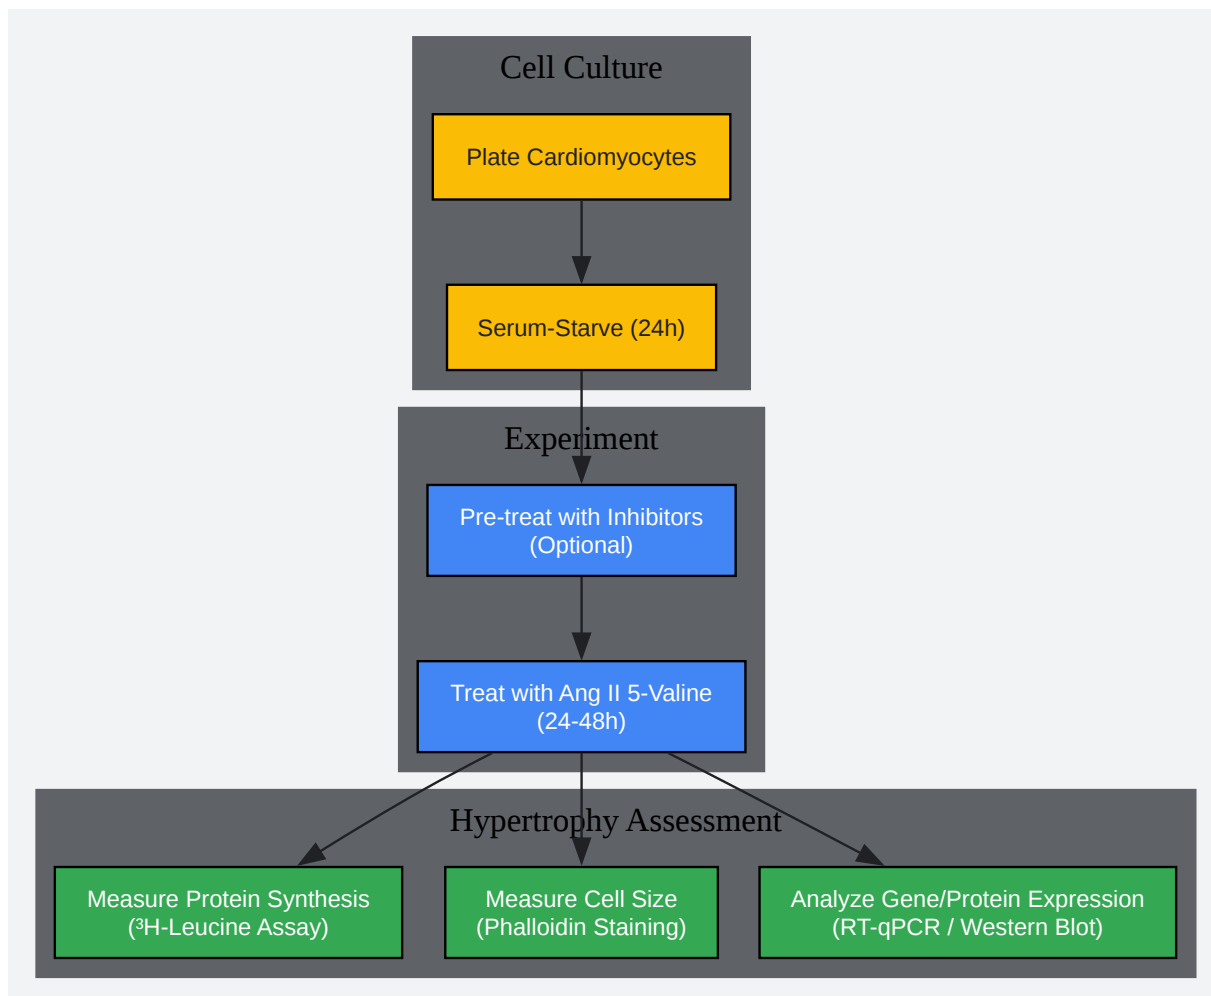 Cell Culture
Plate Cardiomyocytes
Serum-Starve (24h)
Experiment
Pre-treat with Inhibitors
(Optional)
Treat with Ang II 5-Valine
(24-48h)
Hypertrophy Assessment
Measure Protein Synthesis
(³H-Leucine Assay)
Measure Cell Size
(Phalloidin Staining)
Analyze Gene/Protein Expression
(RT-qPCR / Western Blot)